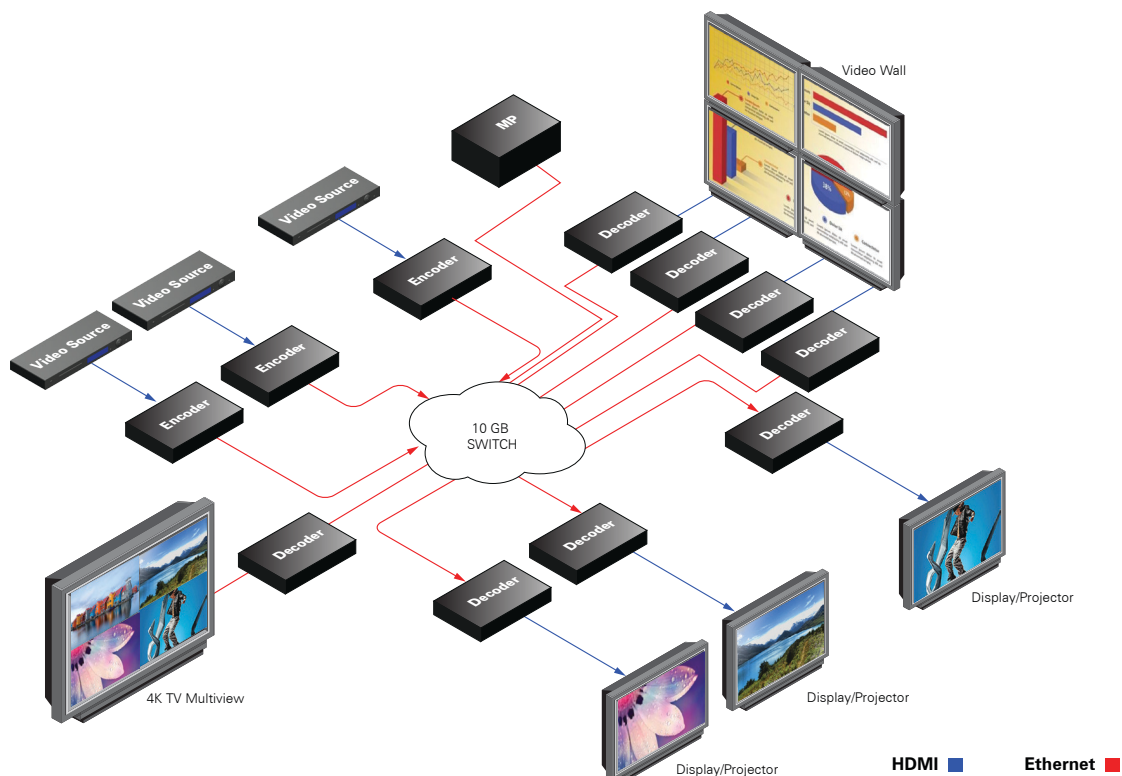 Video Wall
MP
Video Source
Decoder
Decoder
Encoder
Video Source
Decoder
Video Source
Decoder
Encoder
Encoder
10 GB
SWITCH
Decoder
38%
Decoder
Decoder
Decoder
Display/Projector
4K TV Multiview
Display/Projector
Display/Projector
HDMI
Ethernet